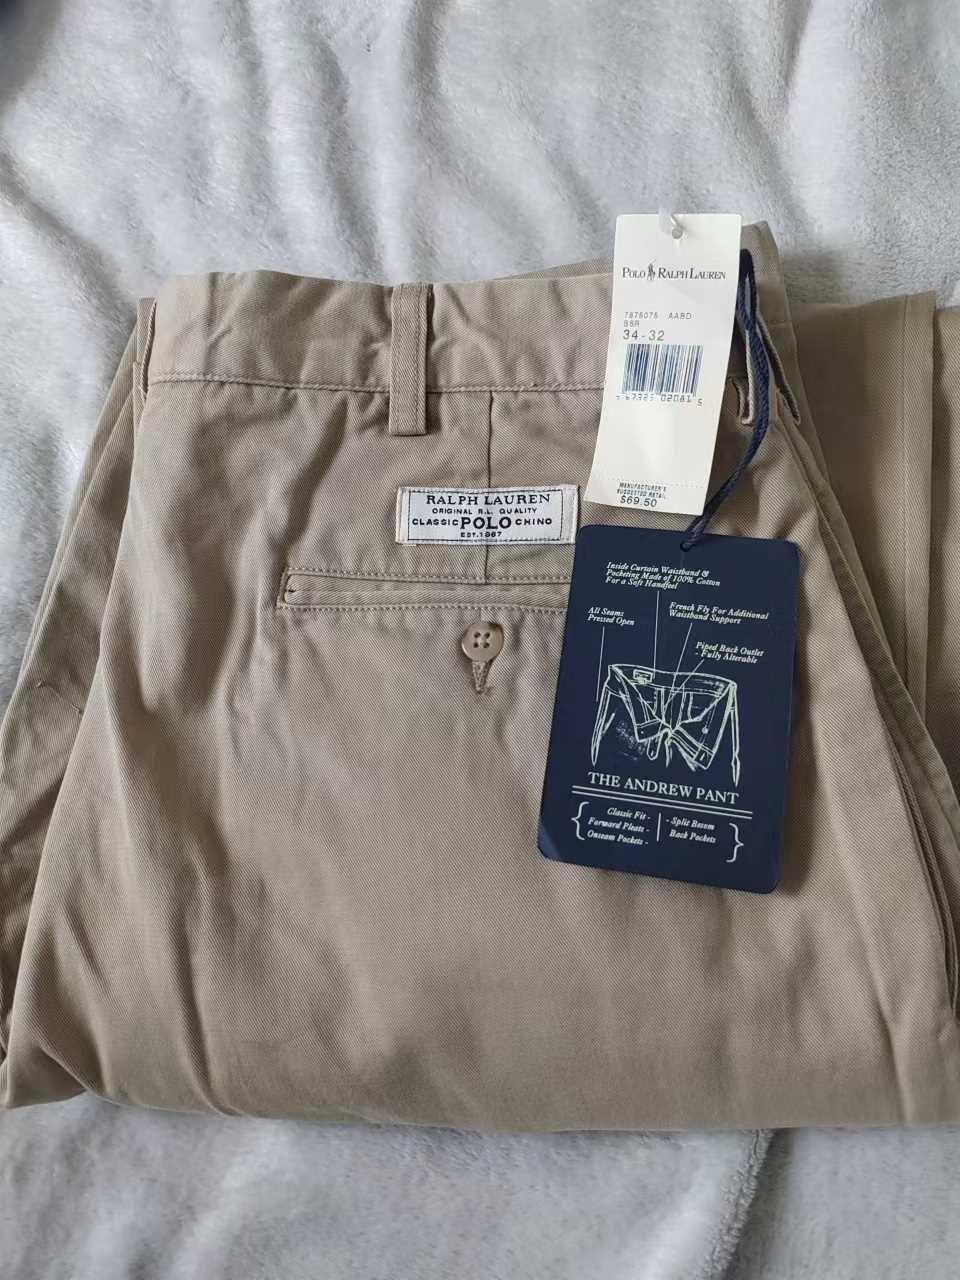 POLO RALPH LAUREN
7876076 AABD
34-32
02081 5
MANUFACTURER'S
SUGGESTED RETAIL
$69.50
RALPH LAUREN
ORIGINAL R.L. QUALITY
CLASSIC POLO CHINO
EST. 1967
Inside Curtain Waistband &
Pocketing Made of 100% Cotton
For a Soft Handfeel
All Seams
Pressed Open
French Fly For Additional
Waistband Support
Piped Back Outlet
- Fully Alterable
THE ANDREW PANT
Classic Fit -
Forward Pleats -
Onseam Pockets -
- Split Besom
Back Pockets